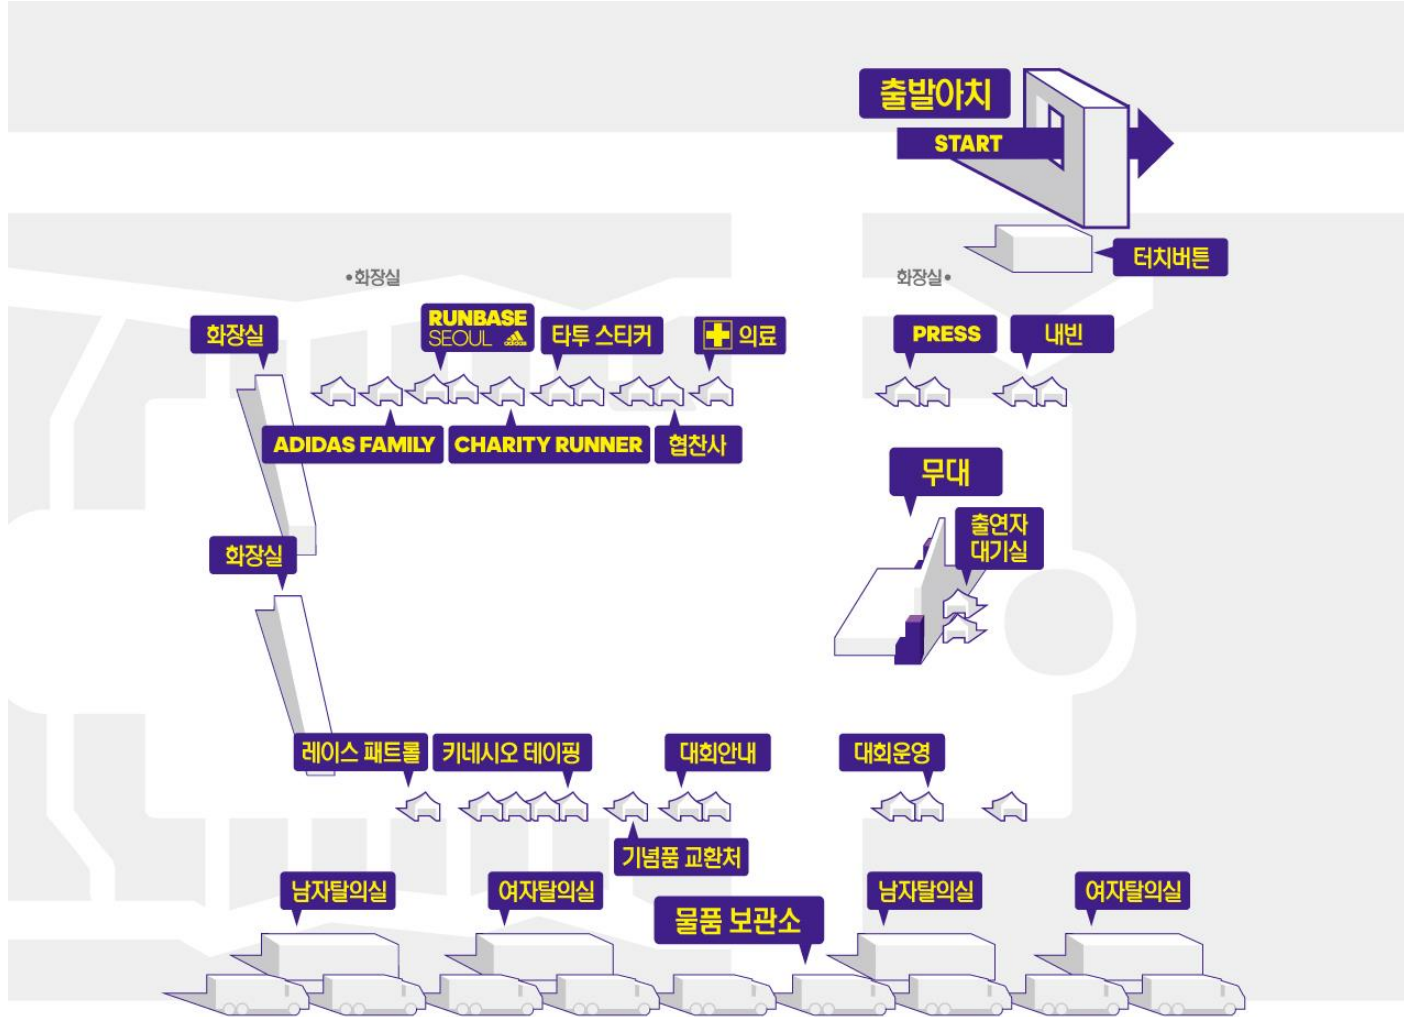 출발아치
START
터치버튼
화장실
화장실
화장실
RUNBASE
SEOUL adidas
타투 스티커
의료
PRESS
내빈
ADIDAS FAMILY
CHARITY RUNNER
협찬사
무대
출연자
대기실
화장실
레이스 패트롤
키네시오 테이핑
대회안내
대회운영
기념품 교환처
남자탈의실
여자탈의실
물품 보관소
남자탈의실
여자탈의실